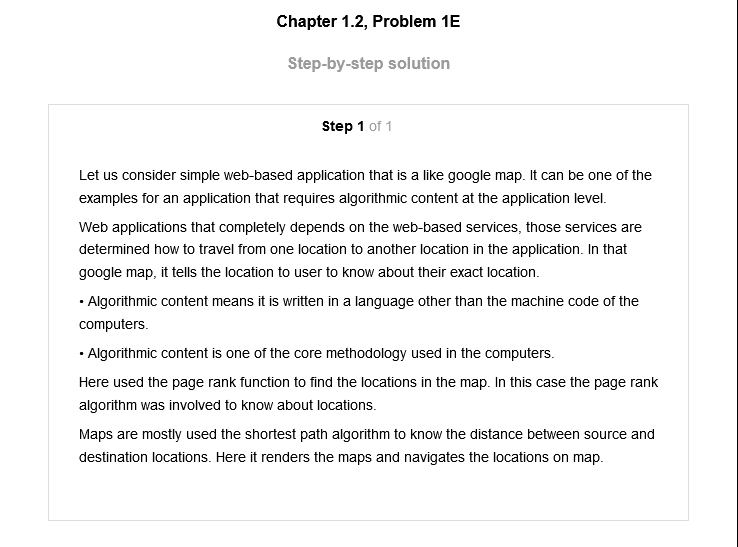 Chapter 1.2, Problem 1E
Step-by-step solution
Step 1 of 1
Let us consider simple web-based application that is a like google map. It can be one of the
examples for an application that requires algorithmic content at the application level.
Web applications that completely depends on the web-based services, those services are
determined how to travel from one location to another location in the application. In that
google map, it tells the location to user to know about their exact location.
• Algorithmic content means it is written in a language other than the machine code of the
computers.
• Algorithmic content is one of the core methodology used in the computers.
Here used the page rank function to find the locations in the map. In this case the page rank
algorithm was involved to know about locations.
Maps are mostly used the shortest path algorithm to know the distance between source and
destination locations. Here it renders the maps and navigates the locations on map.